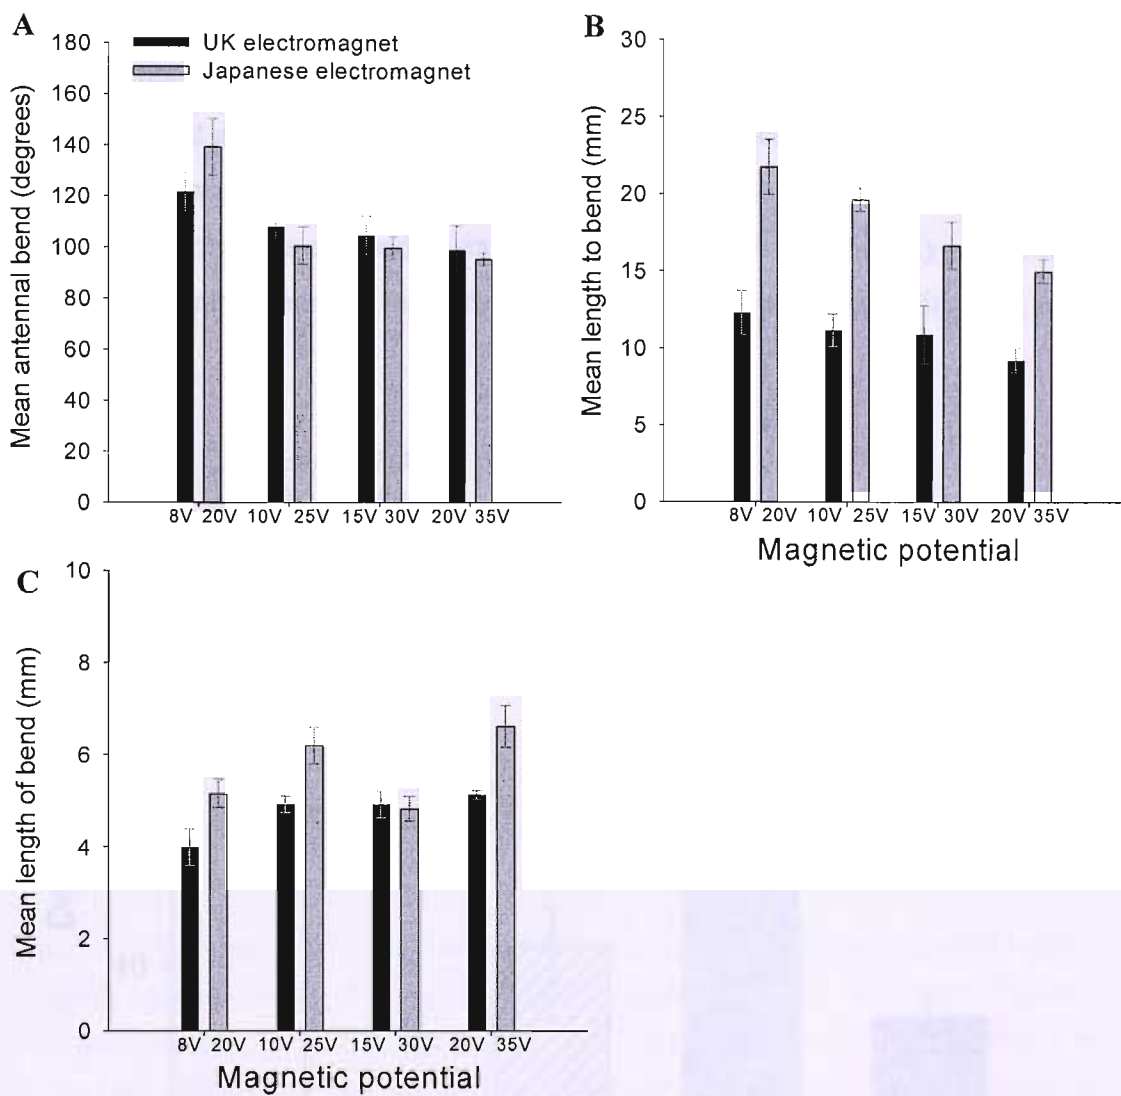 A
180
160
140
120
100
80
60
40
20
0
Mean antennal bend (degrees)
UK electromagnet
Japanese electromagnet
8V 20V 10V 25V 15V 30V 20V 35V
B
30
25
20
15
10
5
0
Mean length to bend (mm)
8V 20V 10V 25V 15V 30V 20V 35V
Magnetic potential
C
10
8
6
4
2
0
Mean length of bend (mm)
8V 20V 10V 25V 15V 30V 20V 35V
Magnetic potential